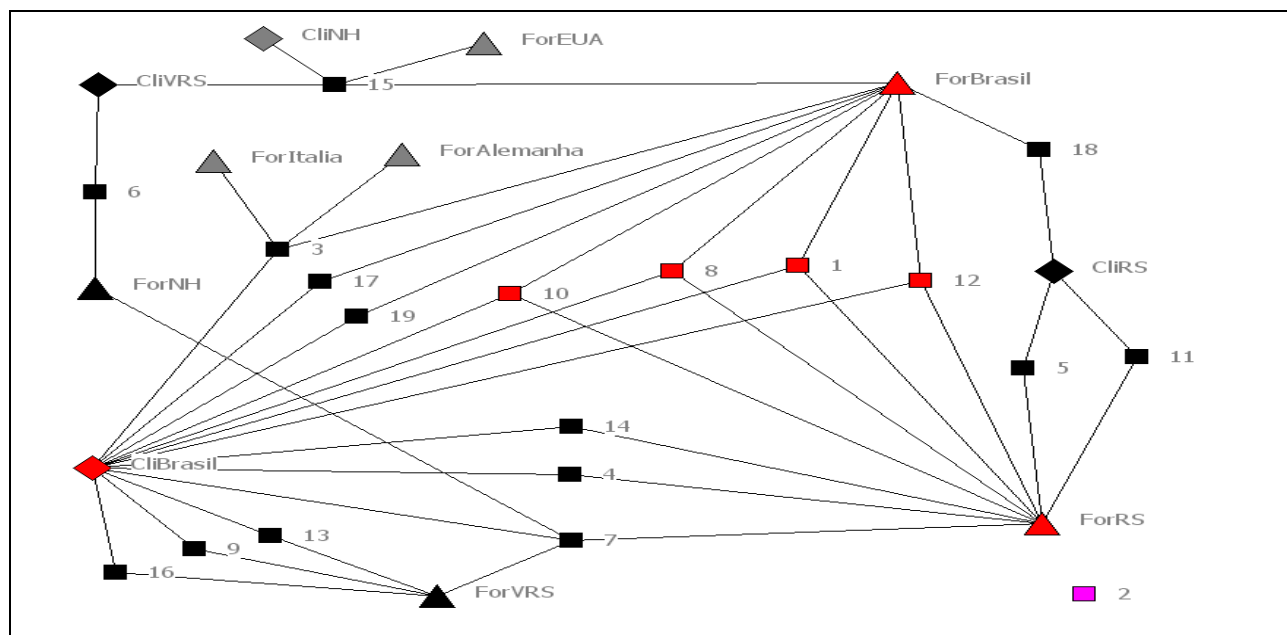 CliNH
ForEUA
CliVRS
15
ForBrasil
ForItalia
ForAlemanha
18
6
3
8
1
CliRS
ForNH
17
10
12
19
5
11
14
CliBrasil
4
13
7
ForRS
9
16
ForVRS
2